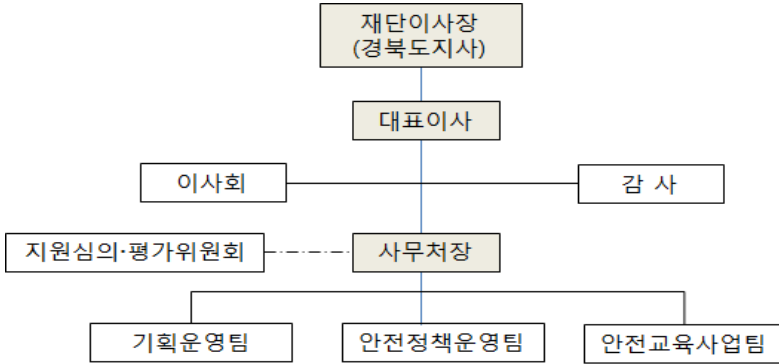 재단이사장
(경북도지사)
대표이사
이사회
감 사
지원심의·평가위원회
사무처장
기획운영팀
안전정책운영팀
안전교육사업팀